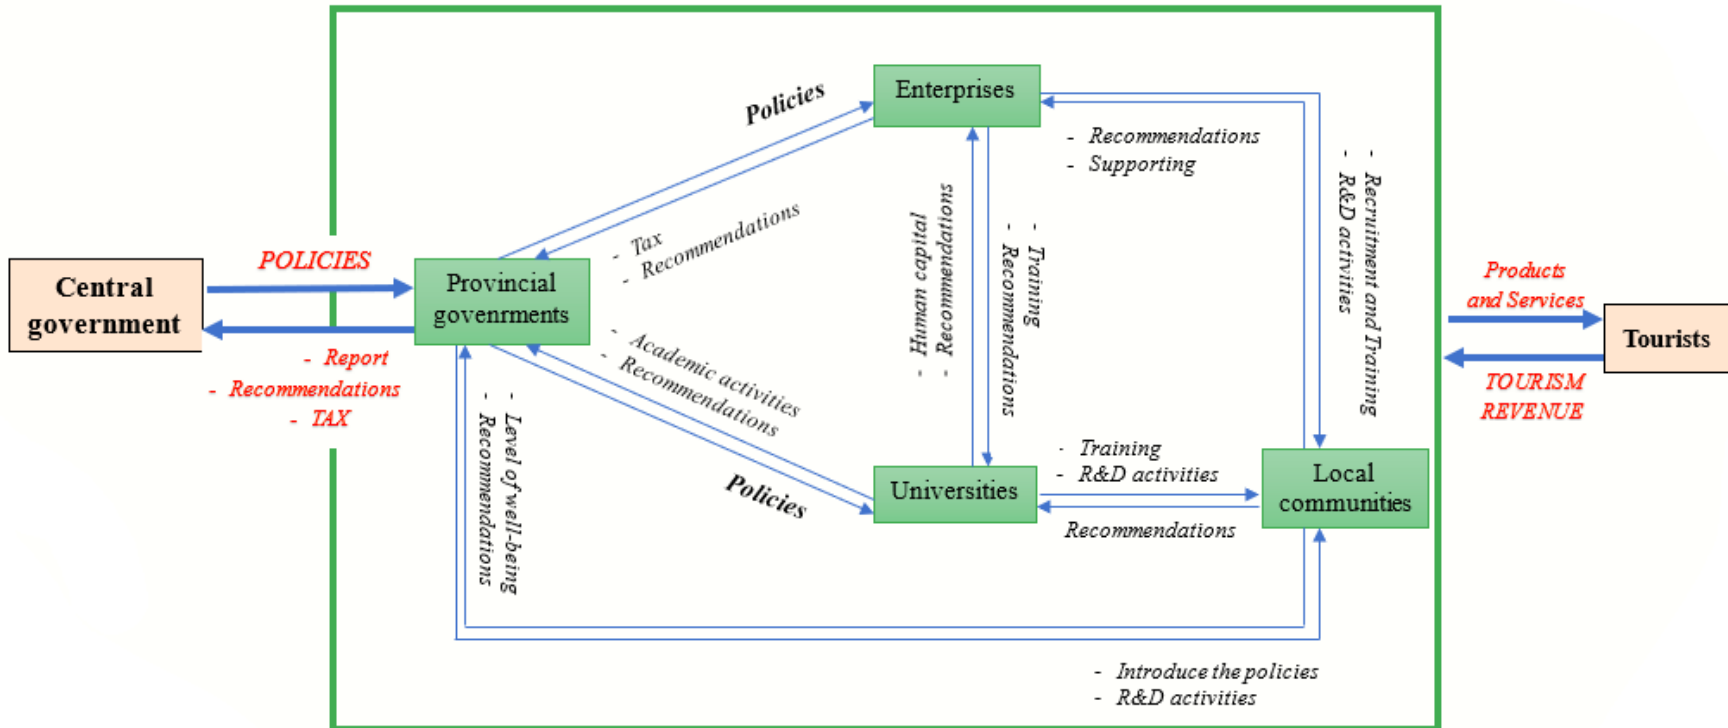 Enterprises
Policies
- Recommendations
- Supporting
- Recruitment and Training
- R&D activities
- Human capital
- Recommendations
- Training
- Recommendations
- Tax
- Recommendations
POLICIES
Central
government
Provincial
govenrments
- Report
- Recommendations
- TAX
- Academic activities
- Recommendations
Policies
- Level of well-being
- Recommendations
Universities
- Training
- R&D activities
Recommendations
Local
communities
- Introduce the policies
- R&D activities
Products
and Services
Tourists
TOURISM
REVENUE